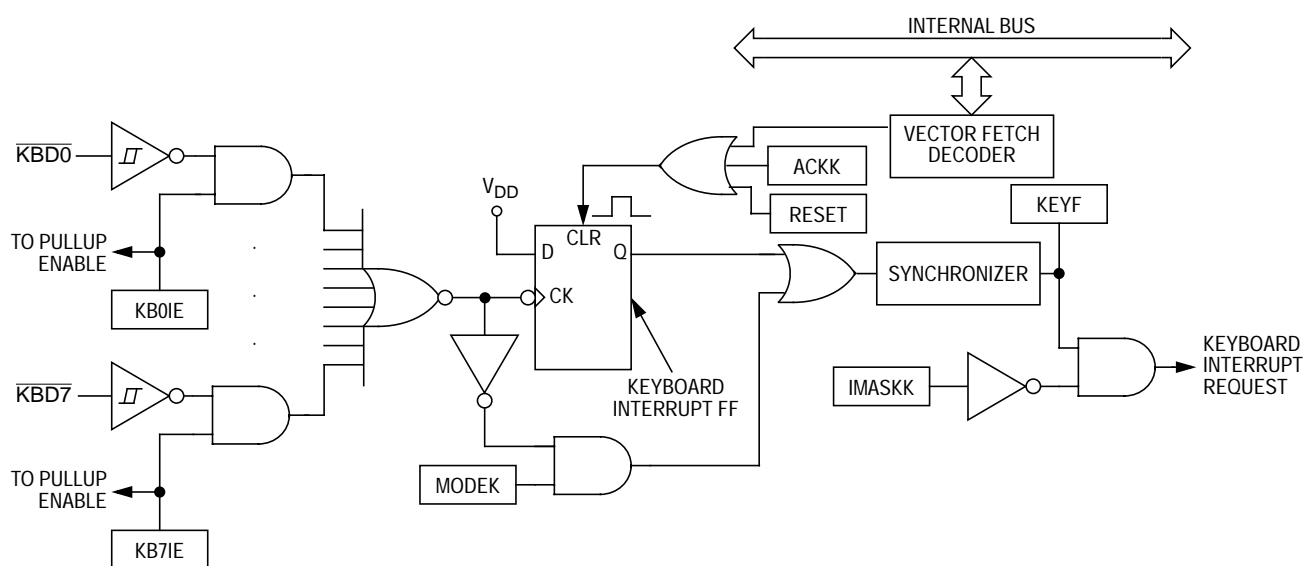 INTERNAL BUS
VECTOR FETCH
DECODER
ACKK
RESET
KBD0
TO PULLUP
ENABLE
KB0IE
KBD7
TO PULLUP
ENABLE
KB7IE
VDD
D
CLR
Q
CK
KEYBOARD
INTERRUPT FF
MODEK
SYNCHRONIZER
KEYF
IMASKK
KEYBOARD
INTERRUPT
REQUEST